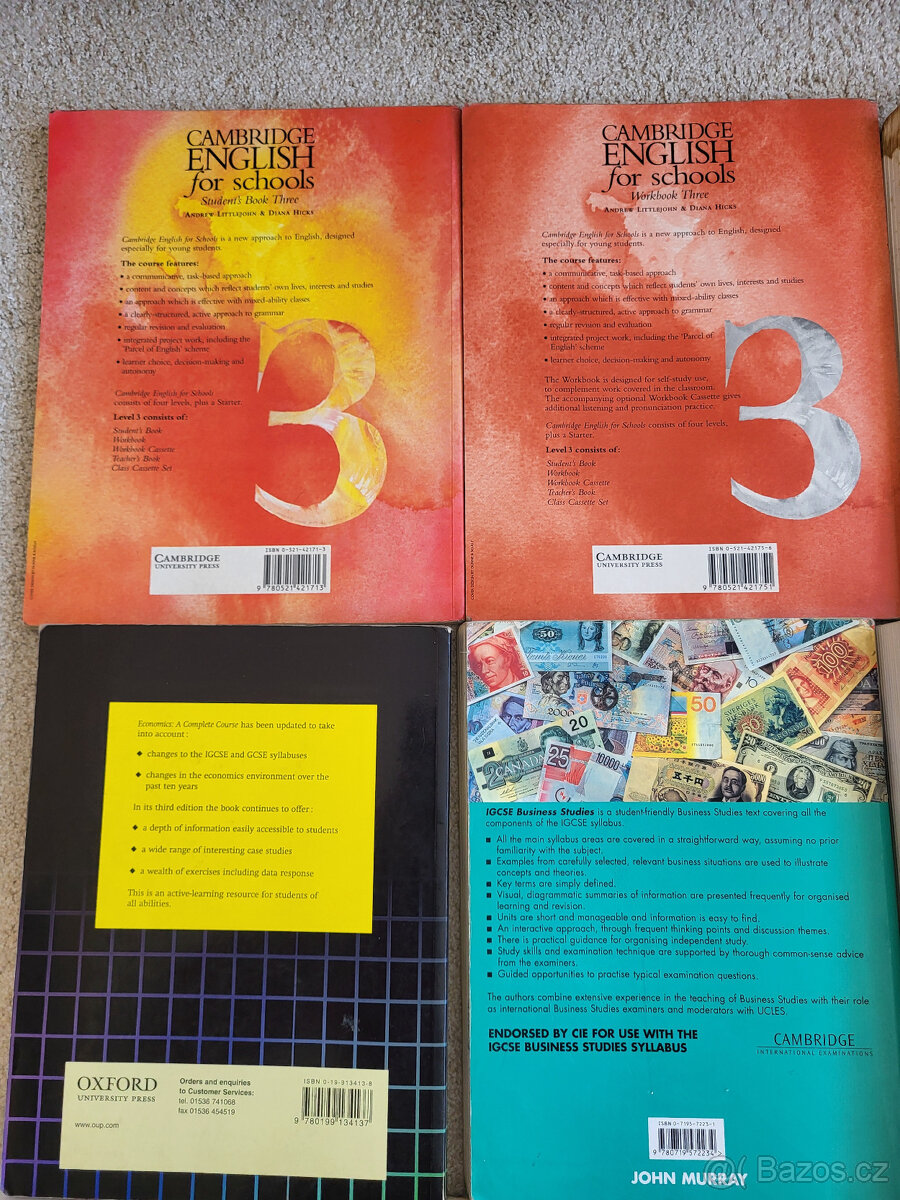 CAMBRIDGE
ENGLISH
for schools
Student's Book Three
ANDREW LITTLEJOHN & DIANA HICKS
Cambridge English for Schools is a new approach to English, designed
especially for young students.
The course features:
• a communicative, task-based approach
• content and concepts which reflect students' own lives, interests and studies
• an approach which is effective with mixed-ability classes
• a clearly-structured, active approach to grammar
• regular revision and evaluation
• integrated project work, including the
'Parcel of English' scheme
• learner choice, decision-making and
autonomy
Cambridge English for Schools
consists of four levels, plus a Starter.
Level 3 consists of:
Student's Book
Workbook
Workbook Cassette
Teacher's Book
Class Cassette Set
3
CAMBRIDGE
UNIVERSITY PRESS
ISBN 0-521-42171-3
9 780521 421713
CAMBRIDGE
ENGLISH
for schools
Workbook Three
ANDREW LITTLEJOHN & DIANA HICKS
Cambridge English for Schools is a new approach to English, designed
especially for young students.
The course features:
• a communicative, task-based approach
• content and concepts which reflect students' own lives, interests and studies
• an approach which is effective with mixed-ability classes
• a clearly-structured, active approach to grammar
• regular revision and evaluation
• integrated project work, including the 'Parcel of
English' scheme
• learner choice, decision-making and autonomy
The Workbook is designed for self-study use,
to complement work covered in the classroom.
The accompanying optional Workbook Cassette gives
additional listening and pronunciation practice.
Cambridge English for Schools consists of four levels,
plus a Starter.
Level 3 consists of:
Student's Book
Workbook
Workbook Cassette
Teacher's Book
Class Cassette Set
3
CAMBRIDGE
UNIVERSITY PRESS
ISBN 0-521-42175-6
9 780521 421751
Economics: A Complete Course has been updated to take
into account:
◆ changes to the IGCSE and GCSE syllabuses
◆ changes in the economics environment over the
past ten years
In its third edition the book continues to offer:
◆ a depth of information easily accessible to students
◆ a wide range of interesting case studies
◆ a wealth of exercises including data response
This is an active-learning resource for students of
all abilities.
OXFORD
UNIVERSITY PRESS
www.oup.com
Orders and enquiries
to Customer Services:
tel. 01536 741068
fax 01536 454519
ISBN 0-19-913413-8
9 780199 134137
50
2000
20
CANADA
25
10000
50
100
五千円
20
IGCSE Business Studies is a student-friendly Business Studies text covering all the
components of the IGCSE syllabus.
■ All the main syllabus areas are covered in a straightforward way, assuming no prior
familiarity with the subject.
■ Examples from carefully selected, relevant business situations are used to illustrate
concepts and theories.
■ Key terms are simply defined.
■ Visual, diagrammatic summaries of information are presented frequently for organised
learning and revision.
■ Units are short and manageable and information is easy to find.
■ An interactive approach, through frequent thinking points and discussion themes.
■ There is practical guidance for organising independent study.
■ Study skills and examination technique are supported by thorough common-sense advice
from the examiners.
■ Guided opportunities to practise typical examination questions.
The authors combine extensive experience in the teaching of Business Studies with their role
as international Business Studies examiners and moderators with UCLES.
ENDORSED BY CIE FOR USE WITH THE
IGCSE BUSINESS STUDIES SYLLABUS
CAMBRIDGE
INTERNATIONAL EXAMINATIONS
ISBN 0-7195-7223-1
9 780719 572234 >
JOHN MURRAY
Bazoš.cz